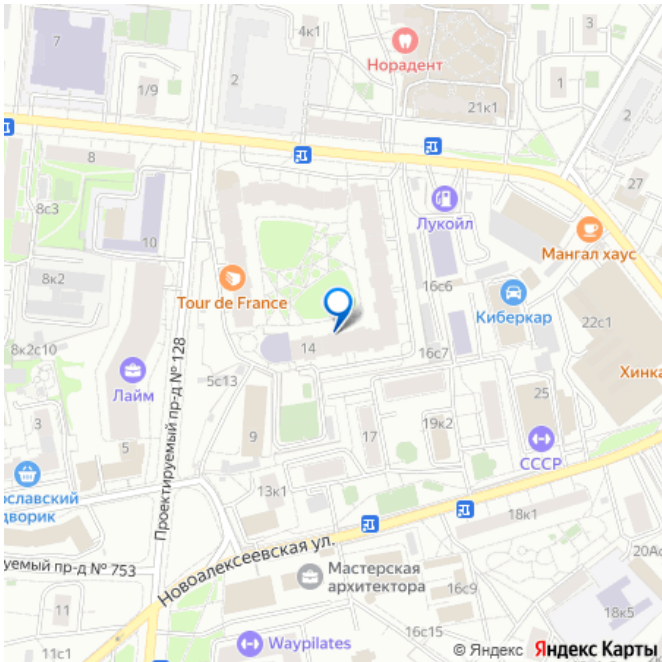 7
4к1
Норадент
3
1/9
2
21к1
1
2
8
8с3
10
27
Лукойл
Мангал хаус
8к2
Tour de France
16с6
Киберкар
22с1
8к2с10
14
16с7
Лайм
5с13
Хинка
25
3
5
9
17
19к2
СССР
ославский
дворик
13к1
Проектируемый пр-д № 128
18к1
Новоалексеевская ул.
уемый пр-д № 753
20Ас
Мастерская
архитектора
16с9
11
18к5
16с15
11с1
Waypilates
© Яндекс Яндекс Карты